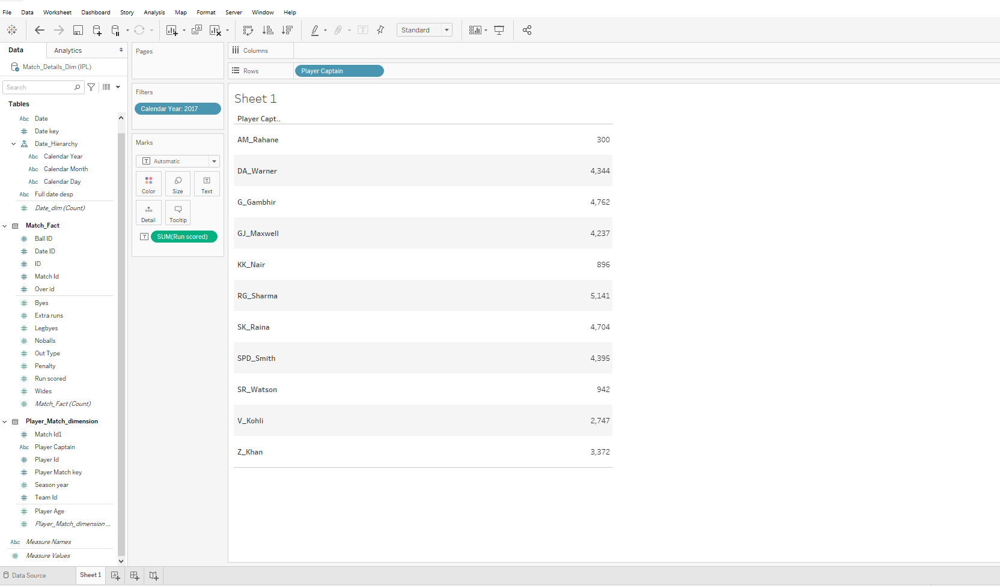 File Data Worksheet Dashboard Story Analysis Map Format Server Window Help
Standard
Data Analytics
Match_Details_Dim (IPL)
Search
Tables
Abc Date
# Date key
Date_Hierarchy
Abc Calendar Year
Abc Calendar Month
Abc Calendar Day
Abc Full date desp
# Date_dim (Count)
Match_Fact
# Ball ID
# Date ID
# ID
# Match Id
# Over id
# Byes
# Extra runs
# Legbyes
# Noballs
# Out Type
# Penalty
# Run scored
# Wides
# Match_Fact (Count)
Player_Match_dimension
# Match Id1
Abc Player Captain
# Player Id
# Player Match key
# Season year
# Team Id
# Player Age
# Player_Match_dimension ...
Abc Measure Names
# Measure Values
Pages
Filters
Calendar Year: 2017
Marks
T Automatic
Color Size T Text
Detail Tooltip
T SUM(Run scored)
Columns
Rows Player Captain
Sheet 1
Player Capt..
AM_Rahane 300
DA_Warner 4,344
G_Gambhir 4,762
GJ_Maxwell 4,237
KK_Nair 896
RG_Sharma 5,141
SK_Raina 4,704
SPD_Smith 4,395
SR_Watson 942
V_Kohli 2,747
Z_Khan 3,372
Data Source Sheet 1